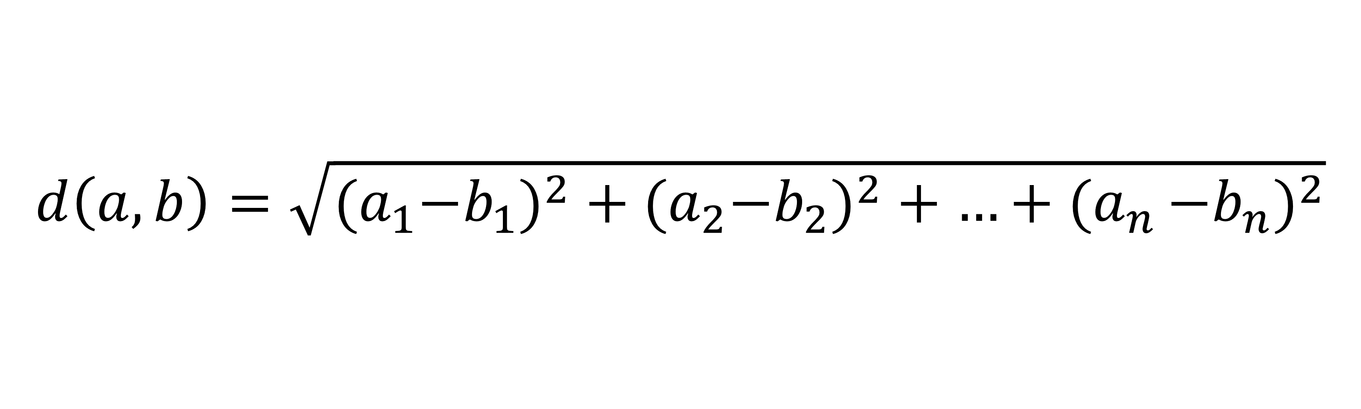 d(a, b) = √(a₁−b₁)² + (a₂−b₂)² + ... + (aₙ −bₙ)²